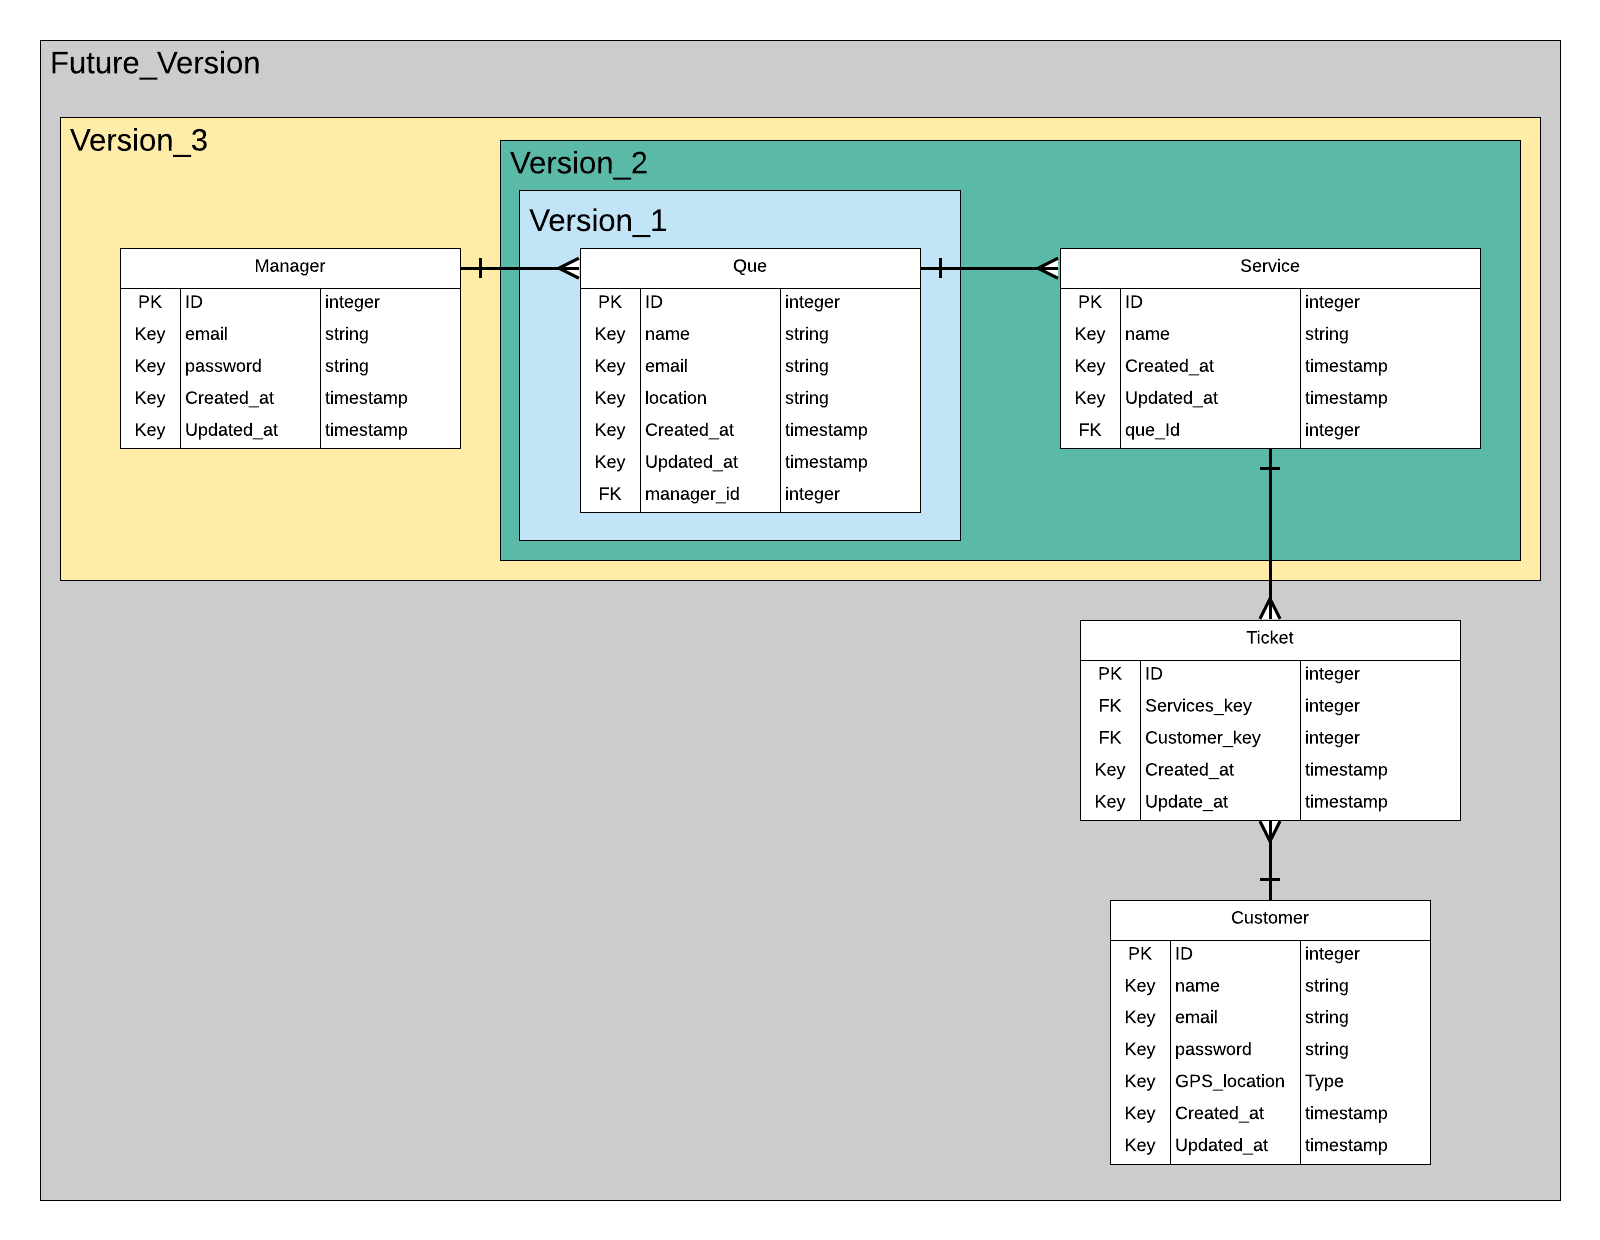 Future_Version
Version_3
Version_2
Version_1
Manager
PK ID integer
Key email string
Key password string
Key Created_at timestamp
Key Updated_at timestamp
Que
PK ID integer
Key name string
Key email string
Key location string
Key Created_at timestamp
Key Updated_at timestamp
FK manager_id integer
Service
PK ID integer
Key name string
Key Created_at timestamp
Key Updated_at timestamp
FK que_Id integer
Ticket
PK ID integer
FK Services_key integer
FK Customer_key integer
Key Created_at timestamp
Key Update_at timestamp
Customer
PK ID integer
Key name string
Key email string
Key password string
Key GPS_location Type
Key Created_at timestamp
Key Updated_at timestamp